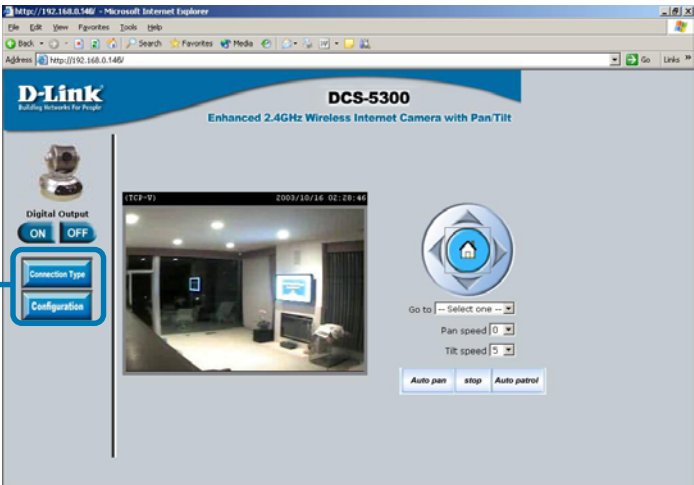 http://192.168.0.146/ - Microsoft Internet Explorer
File Edit View Favorites Tools Help
Back Search Favorites Media
Address http://192.168.0.146/ Go Links »
D-Link
Building Networks For People
DCS-5300
Enhanced 2.4GHz Wireless Internet Camera with Pan/Tilt
(TCP-V) 2003/10/16 02:28:46
Digital Output
ON OFF
Connection Type
Configuration
Go to -- Select one --
Pan speed 0
Tilt speed 5
Auto pan stop Auto patrol